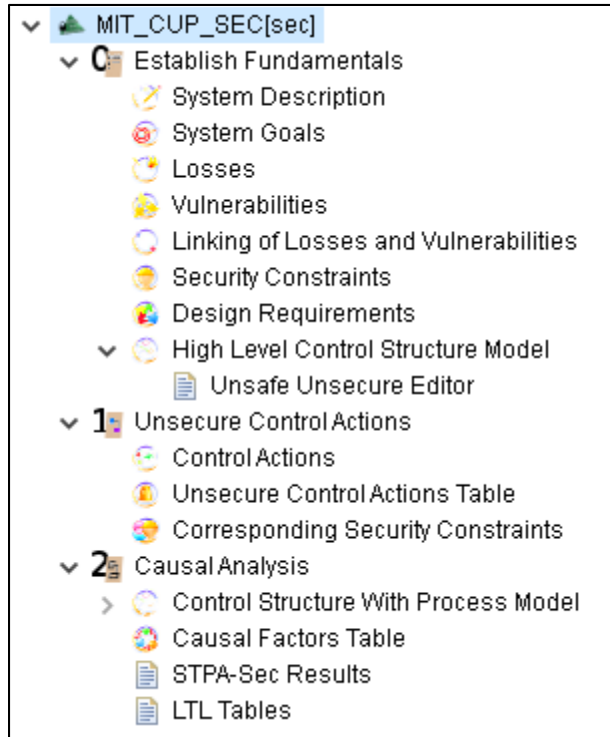 MIT_CUP_SEC[sec]
0 Establish Fundamentals
System Description
System Goals
Losses
Vulnerabilities
Linking of Losses and Vulnerabilities
Security Constraints
Design Requirements
High Level Control Structure Model
Unsafe Unsecure Editor
1 Unsecure Control Actions
Control Actions
Unsecure Control Actions Table
Corresponding Security Constraints
2 Causal Analysis
Control Structure With Process Model
Causal Factors Table
STPA-Sec Results
LTL Tables